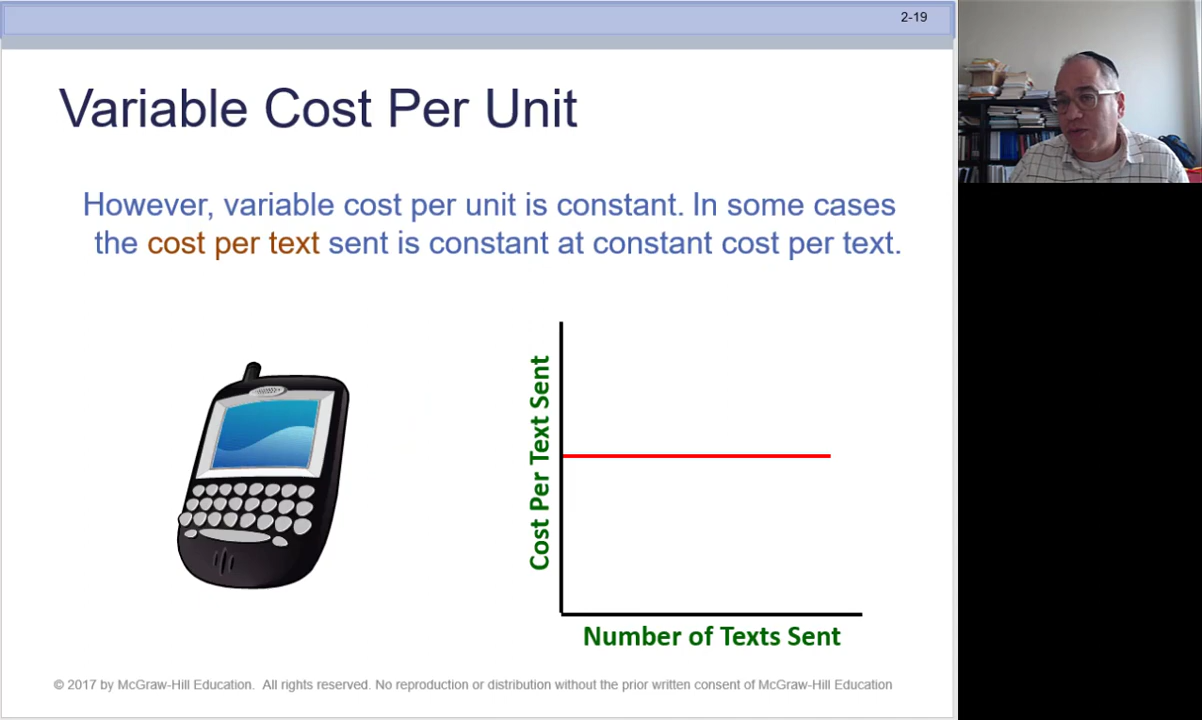 2-19
Variable Cost Per Unit
However, variable cost per unit is constant. In some cases
the cost per text sent is constant at constant cost per text.
Cost Per Text Sent
Number of Texts Sent
© 2017 by McGraw-Hill Education. All rights reserved. No reproduction or distribution without the prior written consent of McGraw-Hill Education